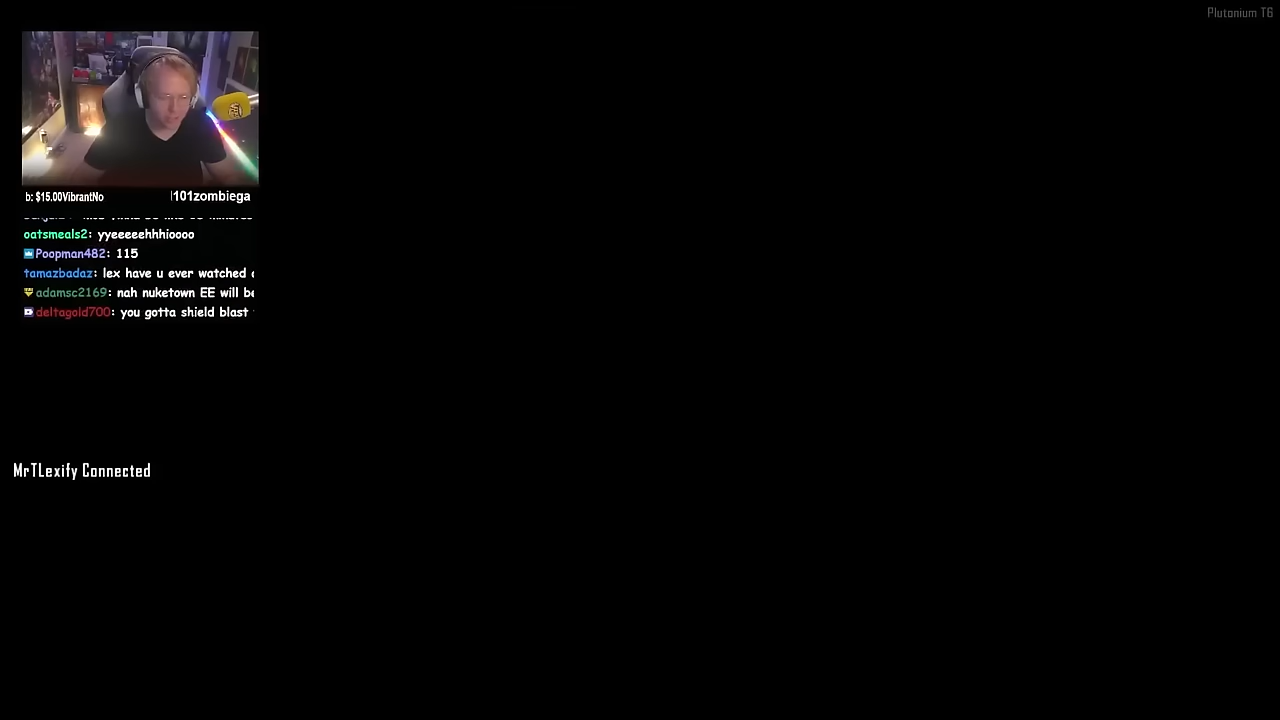 Plutonium T6
b: $15.00VibrantNo
101zombiega
oatsmeals2: yyeeeeehhhioooo
Poopman482: 115
tamazbadaz: lex have u ever watched
adamsc2169: nah nuketown EE will be
deltagold700: you gotta shield blast
MrTLexify Connected